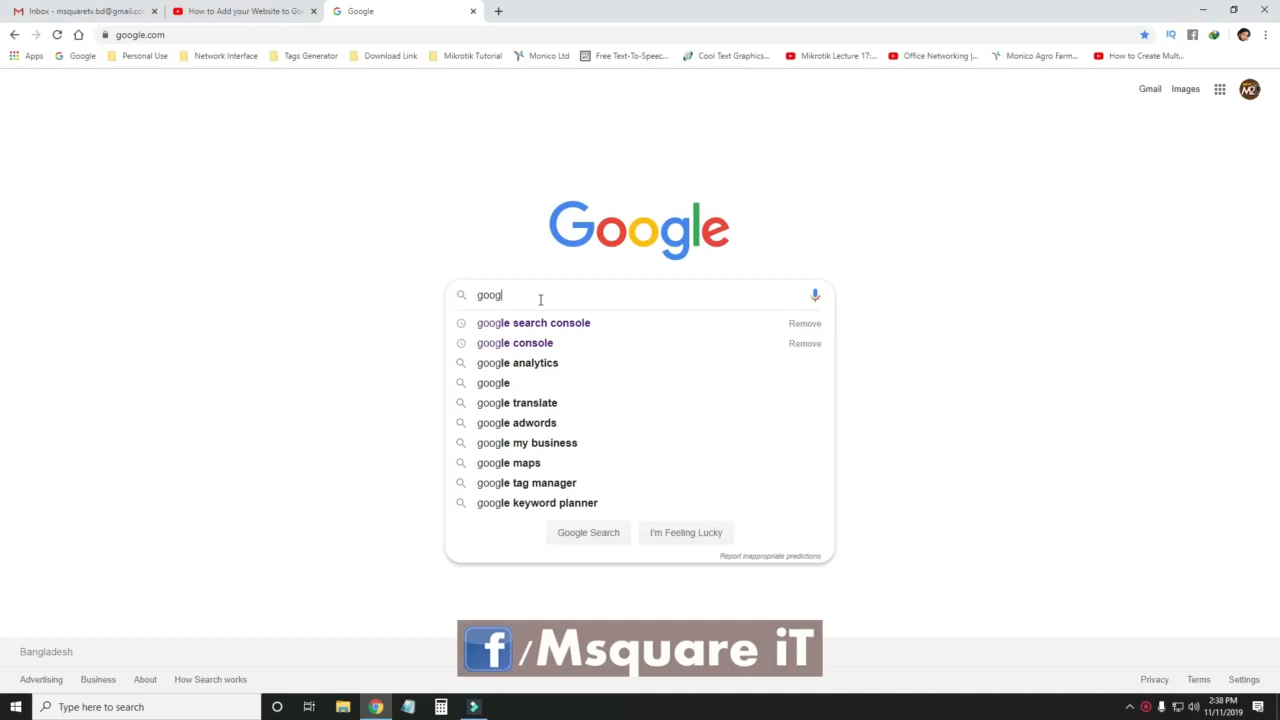 Inbox - msquaretv.bd@gmail.co
How to Add your Website to Go
Google
google.com
Apps
Google
Personal Use
Network Interface
Tags Generator
Download Link
Mikrotik Tutorial
Monico Ltd
Free Text-To-Speec...
Cool Text Graphics...
Mikrotik Lecture 17:...
Office Networking |...
Monico Agro Farm...
How to Create Mult...
Gmail
Images
Google
goog
google search console
Remove
google console
Remove
google analytics
google
google translate
google adwords
google my business
google maps
google tag manager
google keyword planner
Google Search
I'm Feeling Lucky
Report inappropriate predictions
f/Msquare iT
Bangladesh
Advertising
Business
About
How Search works
Privacy
Terms
Settings
Type here to search
2:38 PM
11/11/2019